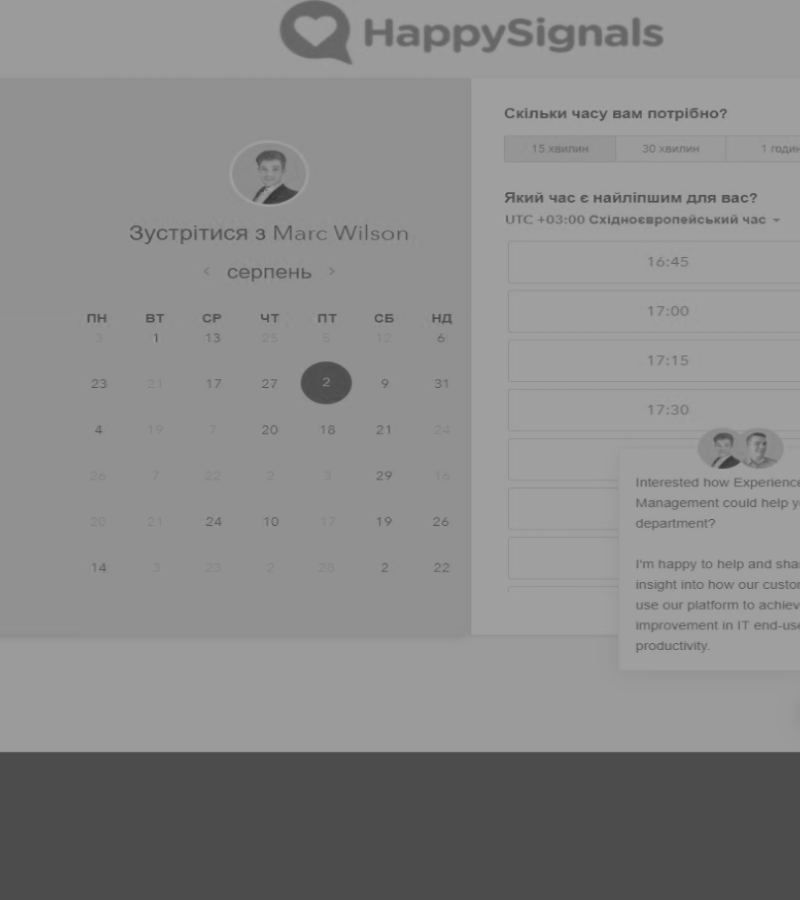 HappySignals
Зустрітися з Marc Wilson
серпень
ПН ВТ СР ЧТ ПТ СБ НД
3 1 13 25 5 12 6
23 21 17 27 2 9 31
4 19 7 20 18 21 24
26 7 22 2 3 29 16
20 21 24 10 17 19 26
14 3 23 2 28 2 22
Скільки часу вам потрібно?
15 хвилин 30 хвилин 1 годин
Який час є найліпшим для вас?
UTC +03:00 Східноєвропейський час
16:45
17:00
17:15
17:30
Interested how Experience
Management could help y
department?
I'm happy to help and shar
insight into how our custom
use our platform to achiev
improvement in IT end-use
productivity.